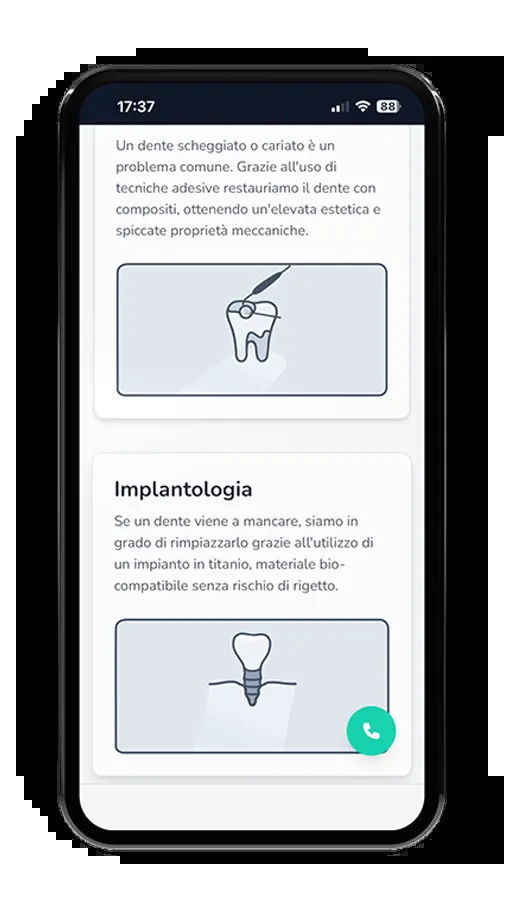 17:37
88
Un dente scheggiato o cariato è un
problema comune. Grazie all'uso di
tecniche adesive restauriamo il dente con
compositi, ottenendo un'elevata estetica e
spiccate proprietà meccaniche.
Implantologia
Se un dente viene a mancare, siamo in
grado di rimpiazzarlo grazie all'utilizzo di
un impianto in titanio, materiale bio-
compatibile senza rischio di rigetto.